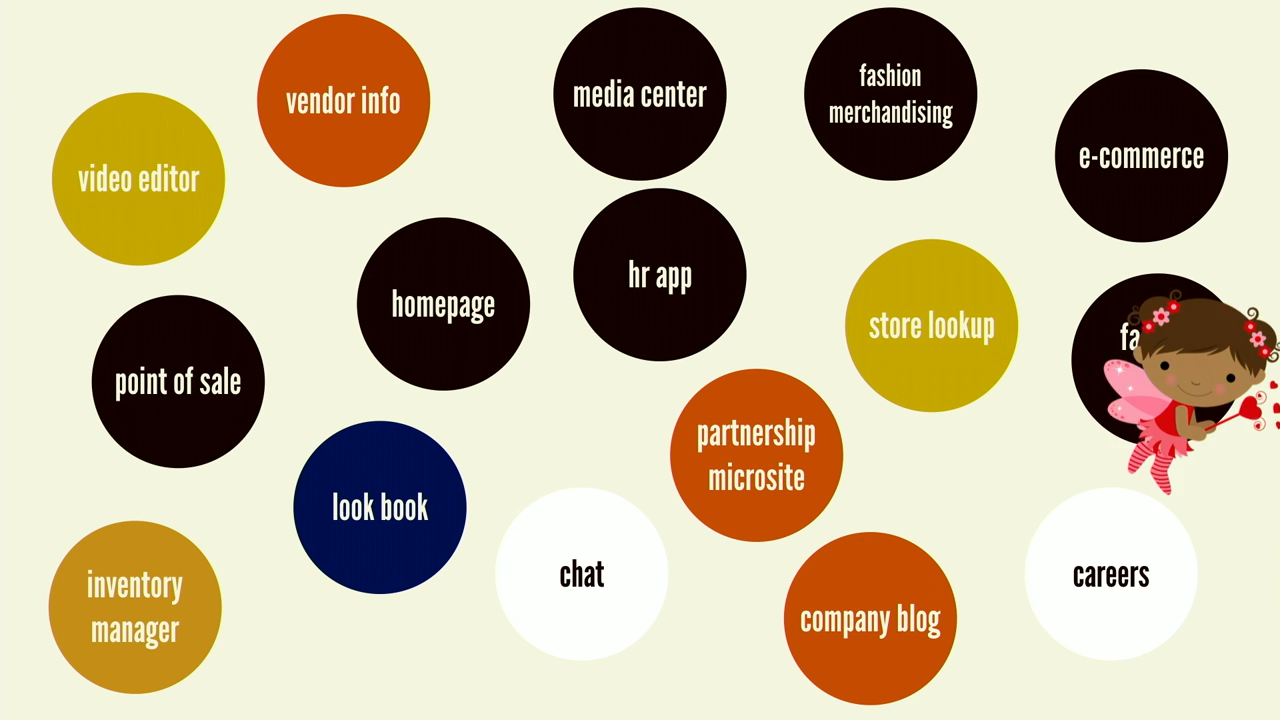 vendor info
media center
fashion
merchandising
e-commerce
video editor
homepage
hr app
store lookup
point of sale
partnership
microsite
look book
chat
careers
inventory
manager
company blog